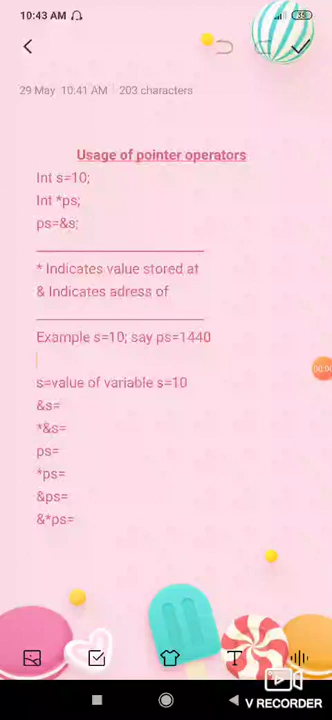 10:43 AM
55
29 May 10:41 AM | 203 characters
Usage of pointer operators
Int s=10;
Int *ps;
ps=&s;
* Indicates value stored at
& Indicates adress of
Example s=10; say ps=1440
s=value of variable s=10
&s=
*&s=
ps=
*ps=
&ps=
&*ps=
T
V RECORDER